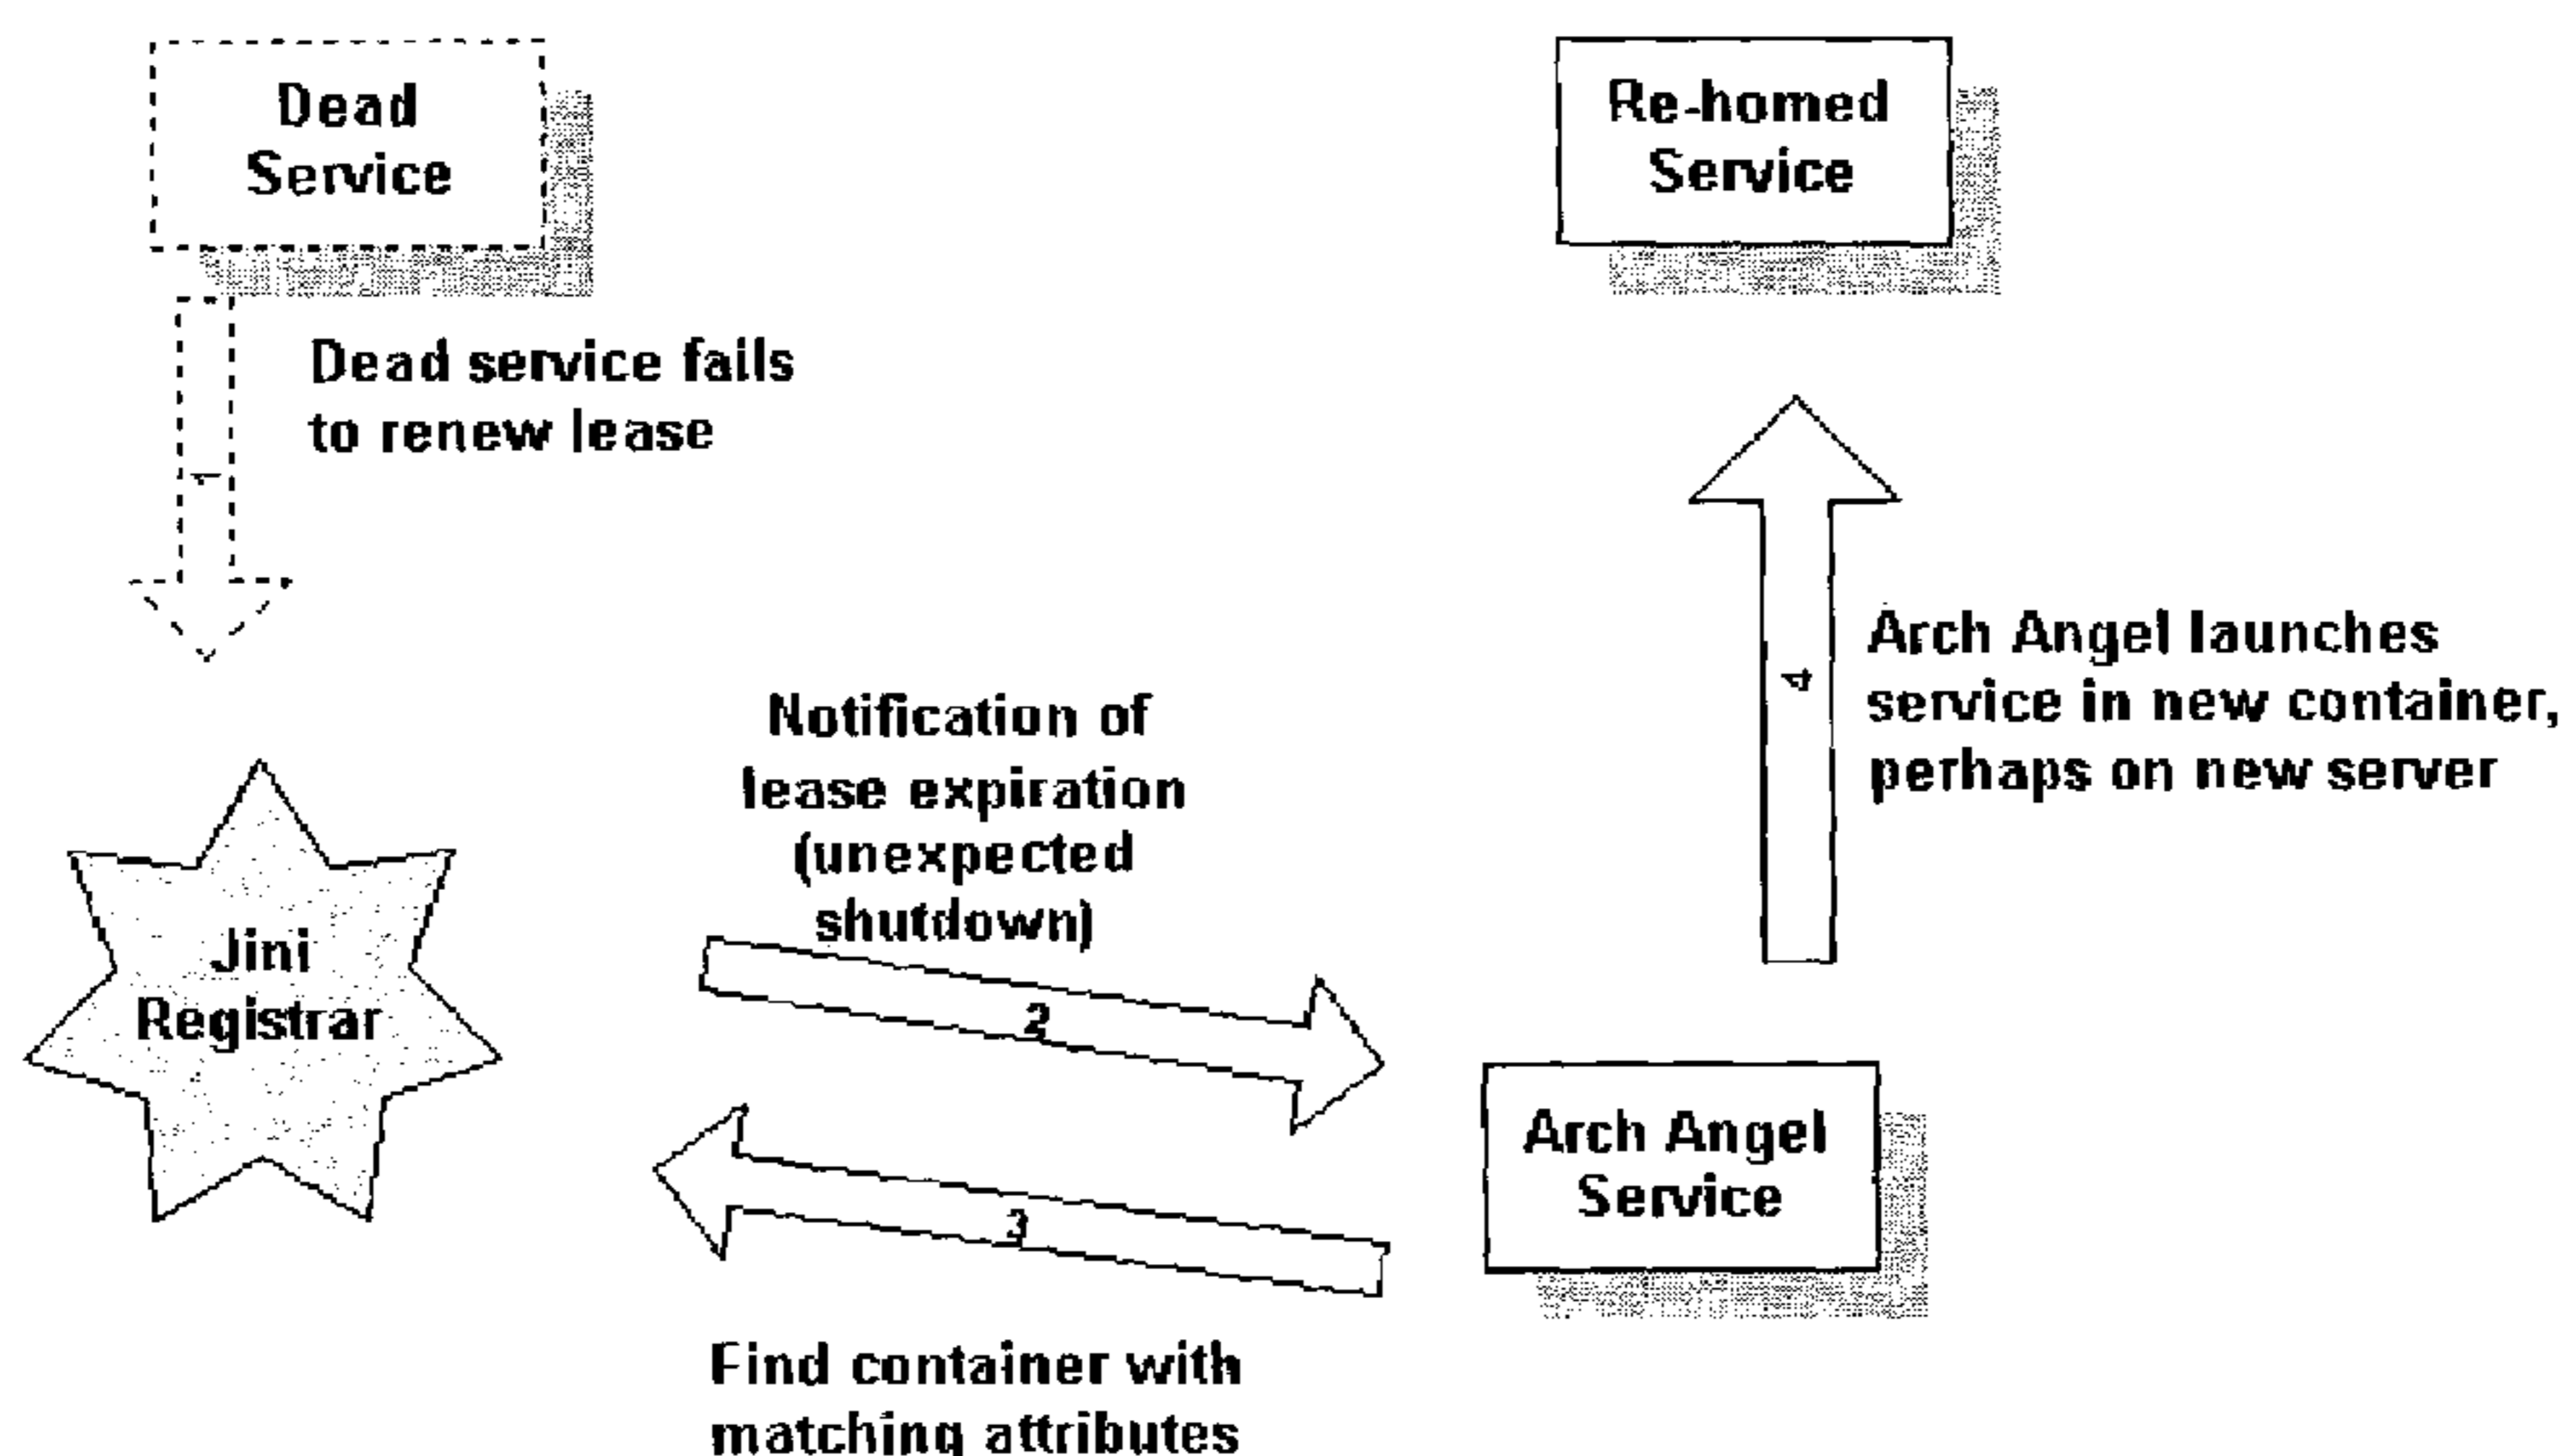 Dead
Service
Re-homed
Service
Dead service fails
to renew lease
1
Notification of
lease expiration
(unexpected
shutdown)
Arch Angel launches
service in new container,
perhaps on new server
4
Jini
Registrar
2
3
Arch Angel
Service
Find container with
matching attributes